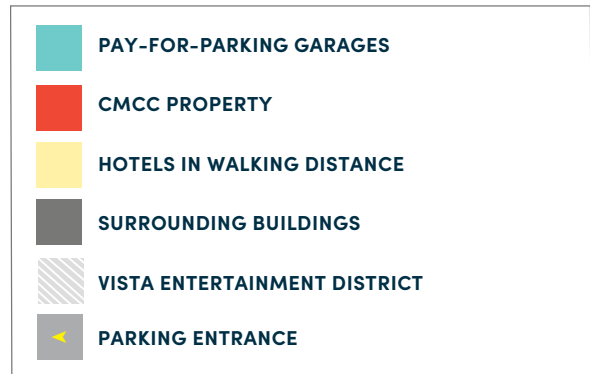 PAY-FOR-PARKING GARAGES
CMCC PROPERTY
HOTELS IN WALKING DISTANCE
SURROUNDING BUILDINGS
VISTA ENTERTAINMENT DISTRICT
PARKING ENTRANCE